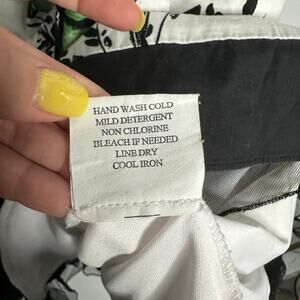 HAND WASH COLD
MILD DETERGENT
NON CHLORINE
BLEACH IF NEEDED
LINE DRY
COOL IRON